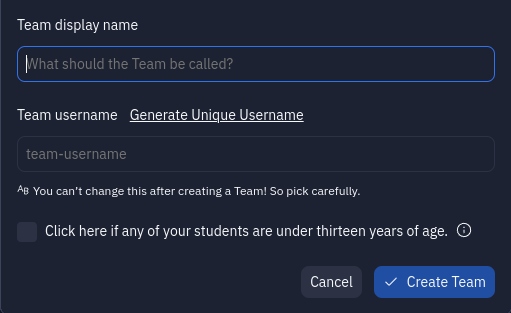 Team display name
What should the Team be called?
Team username Generate Unique Username
team-username
AB You can't change this after creating a Team! So pick carefully.
Click here if any of your students are under thirteen years of age.
Cancel Create Team